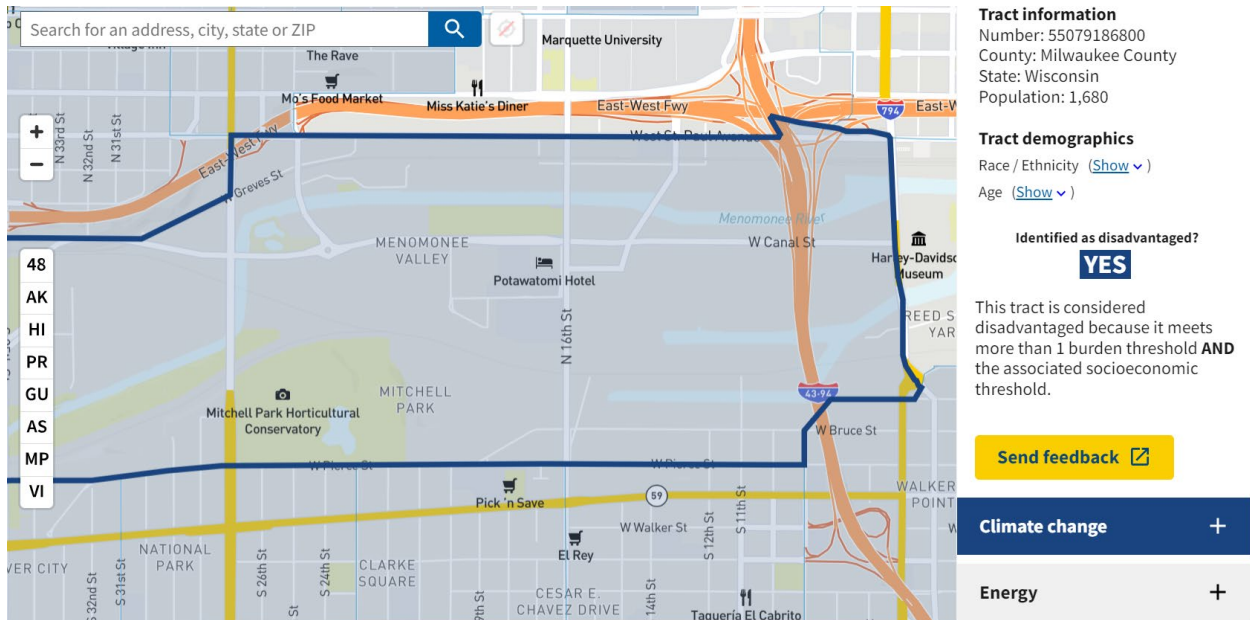 Search for an address, city, state or ZIP
The Rave
Marquette University
Mo's Food Market
Miss Katie's Diner
East-West Fwy
794
East-W
N 33rd St
N 32nd St
N 31st St
East-West Fwy
West St. Paul Avenue
W Greves St
Menomonee River
MENOMONEE
VALLEY
W Canal St
Potawatomi Hotel
Harley-Davidso
Museum
REED S
YAR
N 16th St
48
AK
HI
PR
GU
AS
MP
VI
MITCHELL
PARK
Mitchell Park Horticultural
Conservatory
43-94
W Bruce St
W Pierce St
W Pierce St
Pick 'n Save
59
WALKER
POINT
W Walker St
S 12th St
S 11th St
El Rey
NATIONAL
PARK
VER CITY
32nd St
S 31st St
S 26th St
S 24th St
St
CLARKE
SQUARE
9th St
CESAR E.
CHAVEZ DRIVE
14th St
Taquería El Cabrito
Tract information
Number: 55079186800
County: Milwaukee County
State: Wisconsin
Population: 1,680
Tract demographics
Race / Ethnicity (Show )
Age (Show )
Identified as disadvantaged?
YES
This tract is considered
disadvantaged because it meets
more than 1 burden threshold AND
the associated socioeconomic
threshold.
Send feedback
Climate change +
Energy +